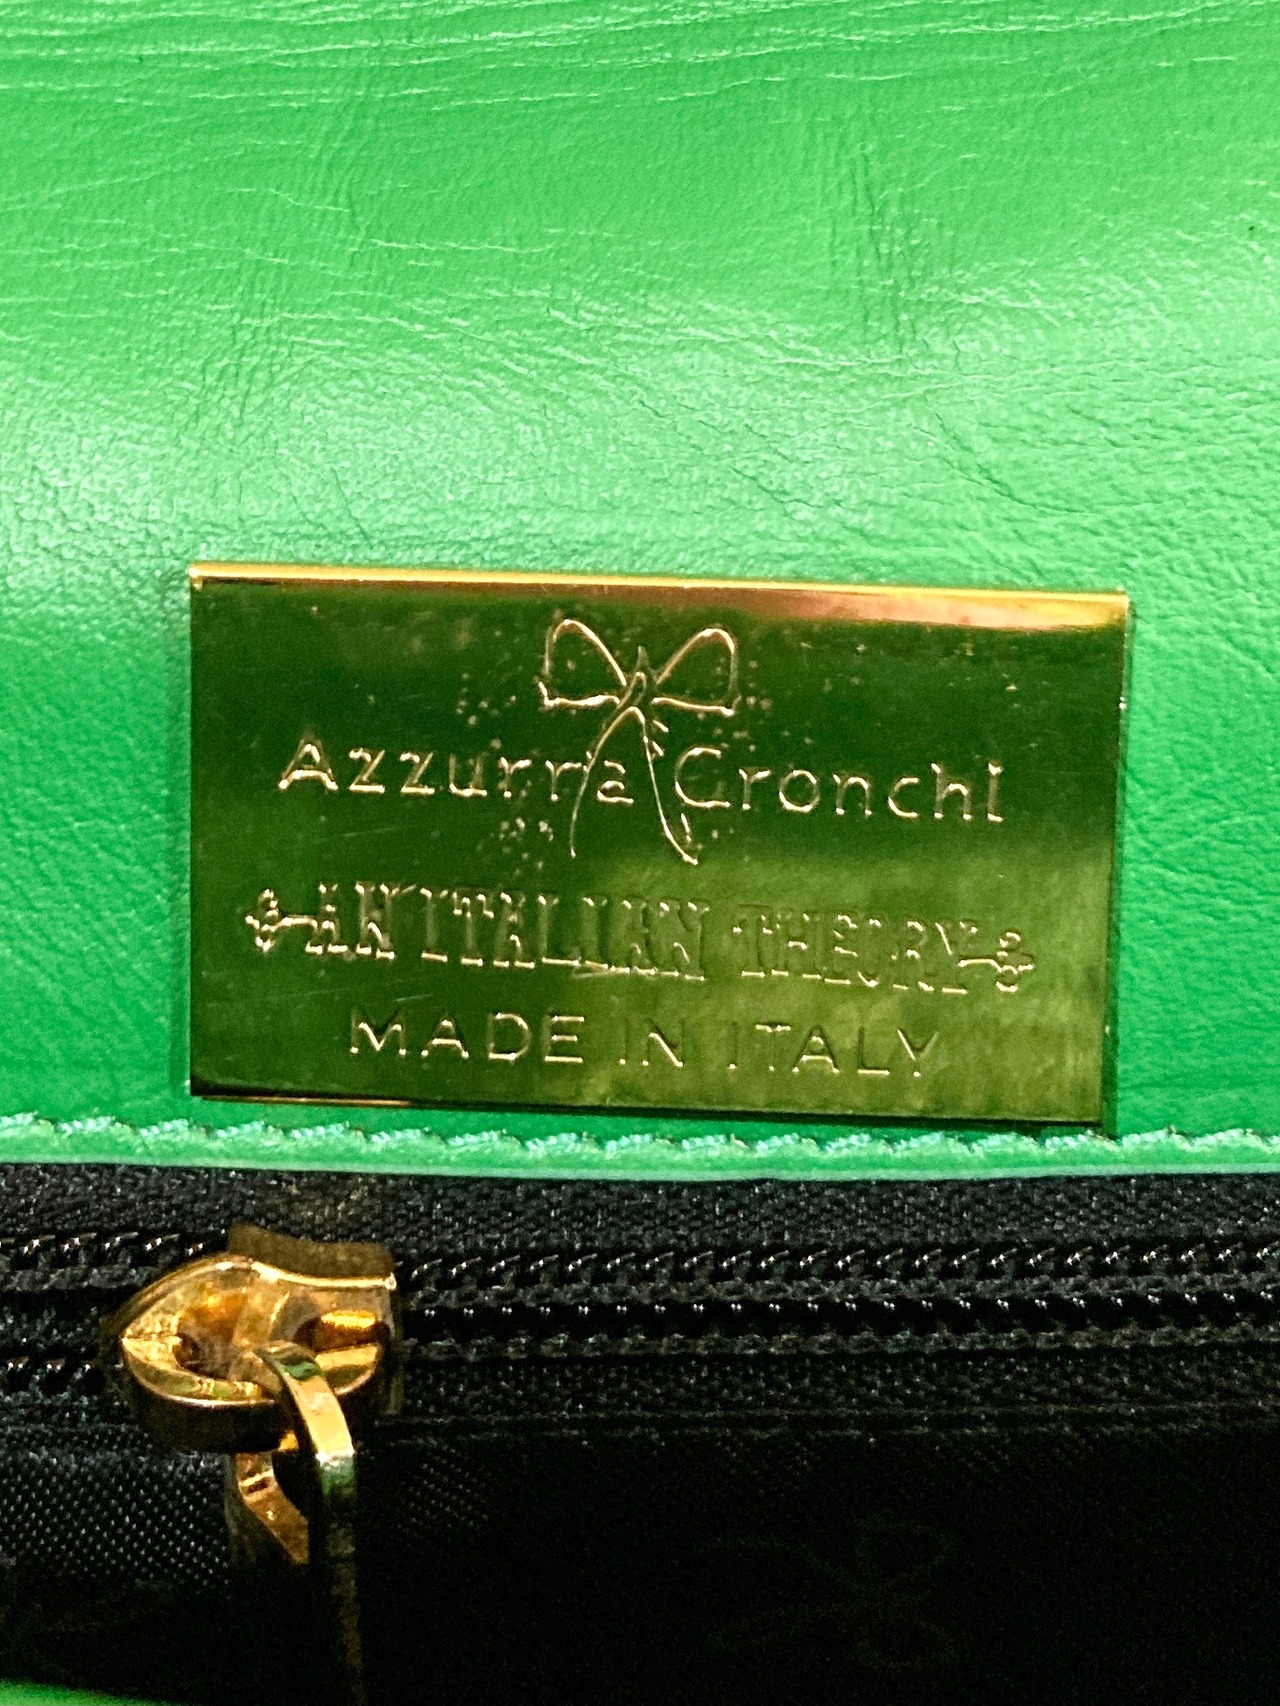 Azzurra Gronchi
AN ITALIAN THEORY
MADE IN ITALY